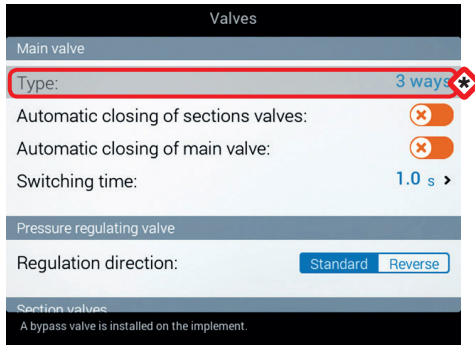 Valves
Main valve
Type: 3 ways *
Automatic closing of sections valves:
Automatic closing of main valve:
Switching time: 1.0 s >
Pressure regulating valve
Regulation direction: Standard Reverse
Section valves
A bypass valve is installed on the implement.